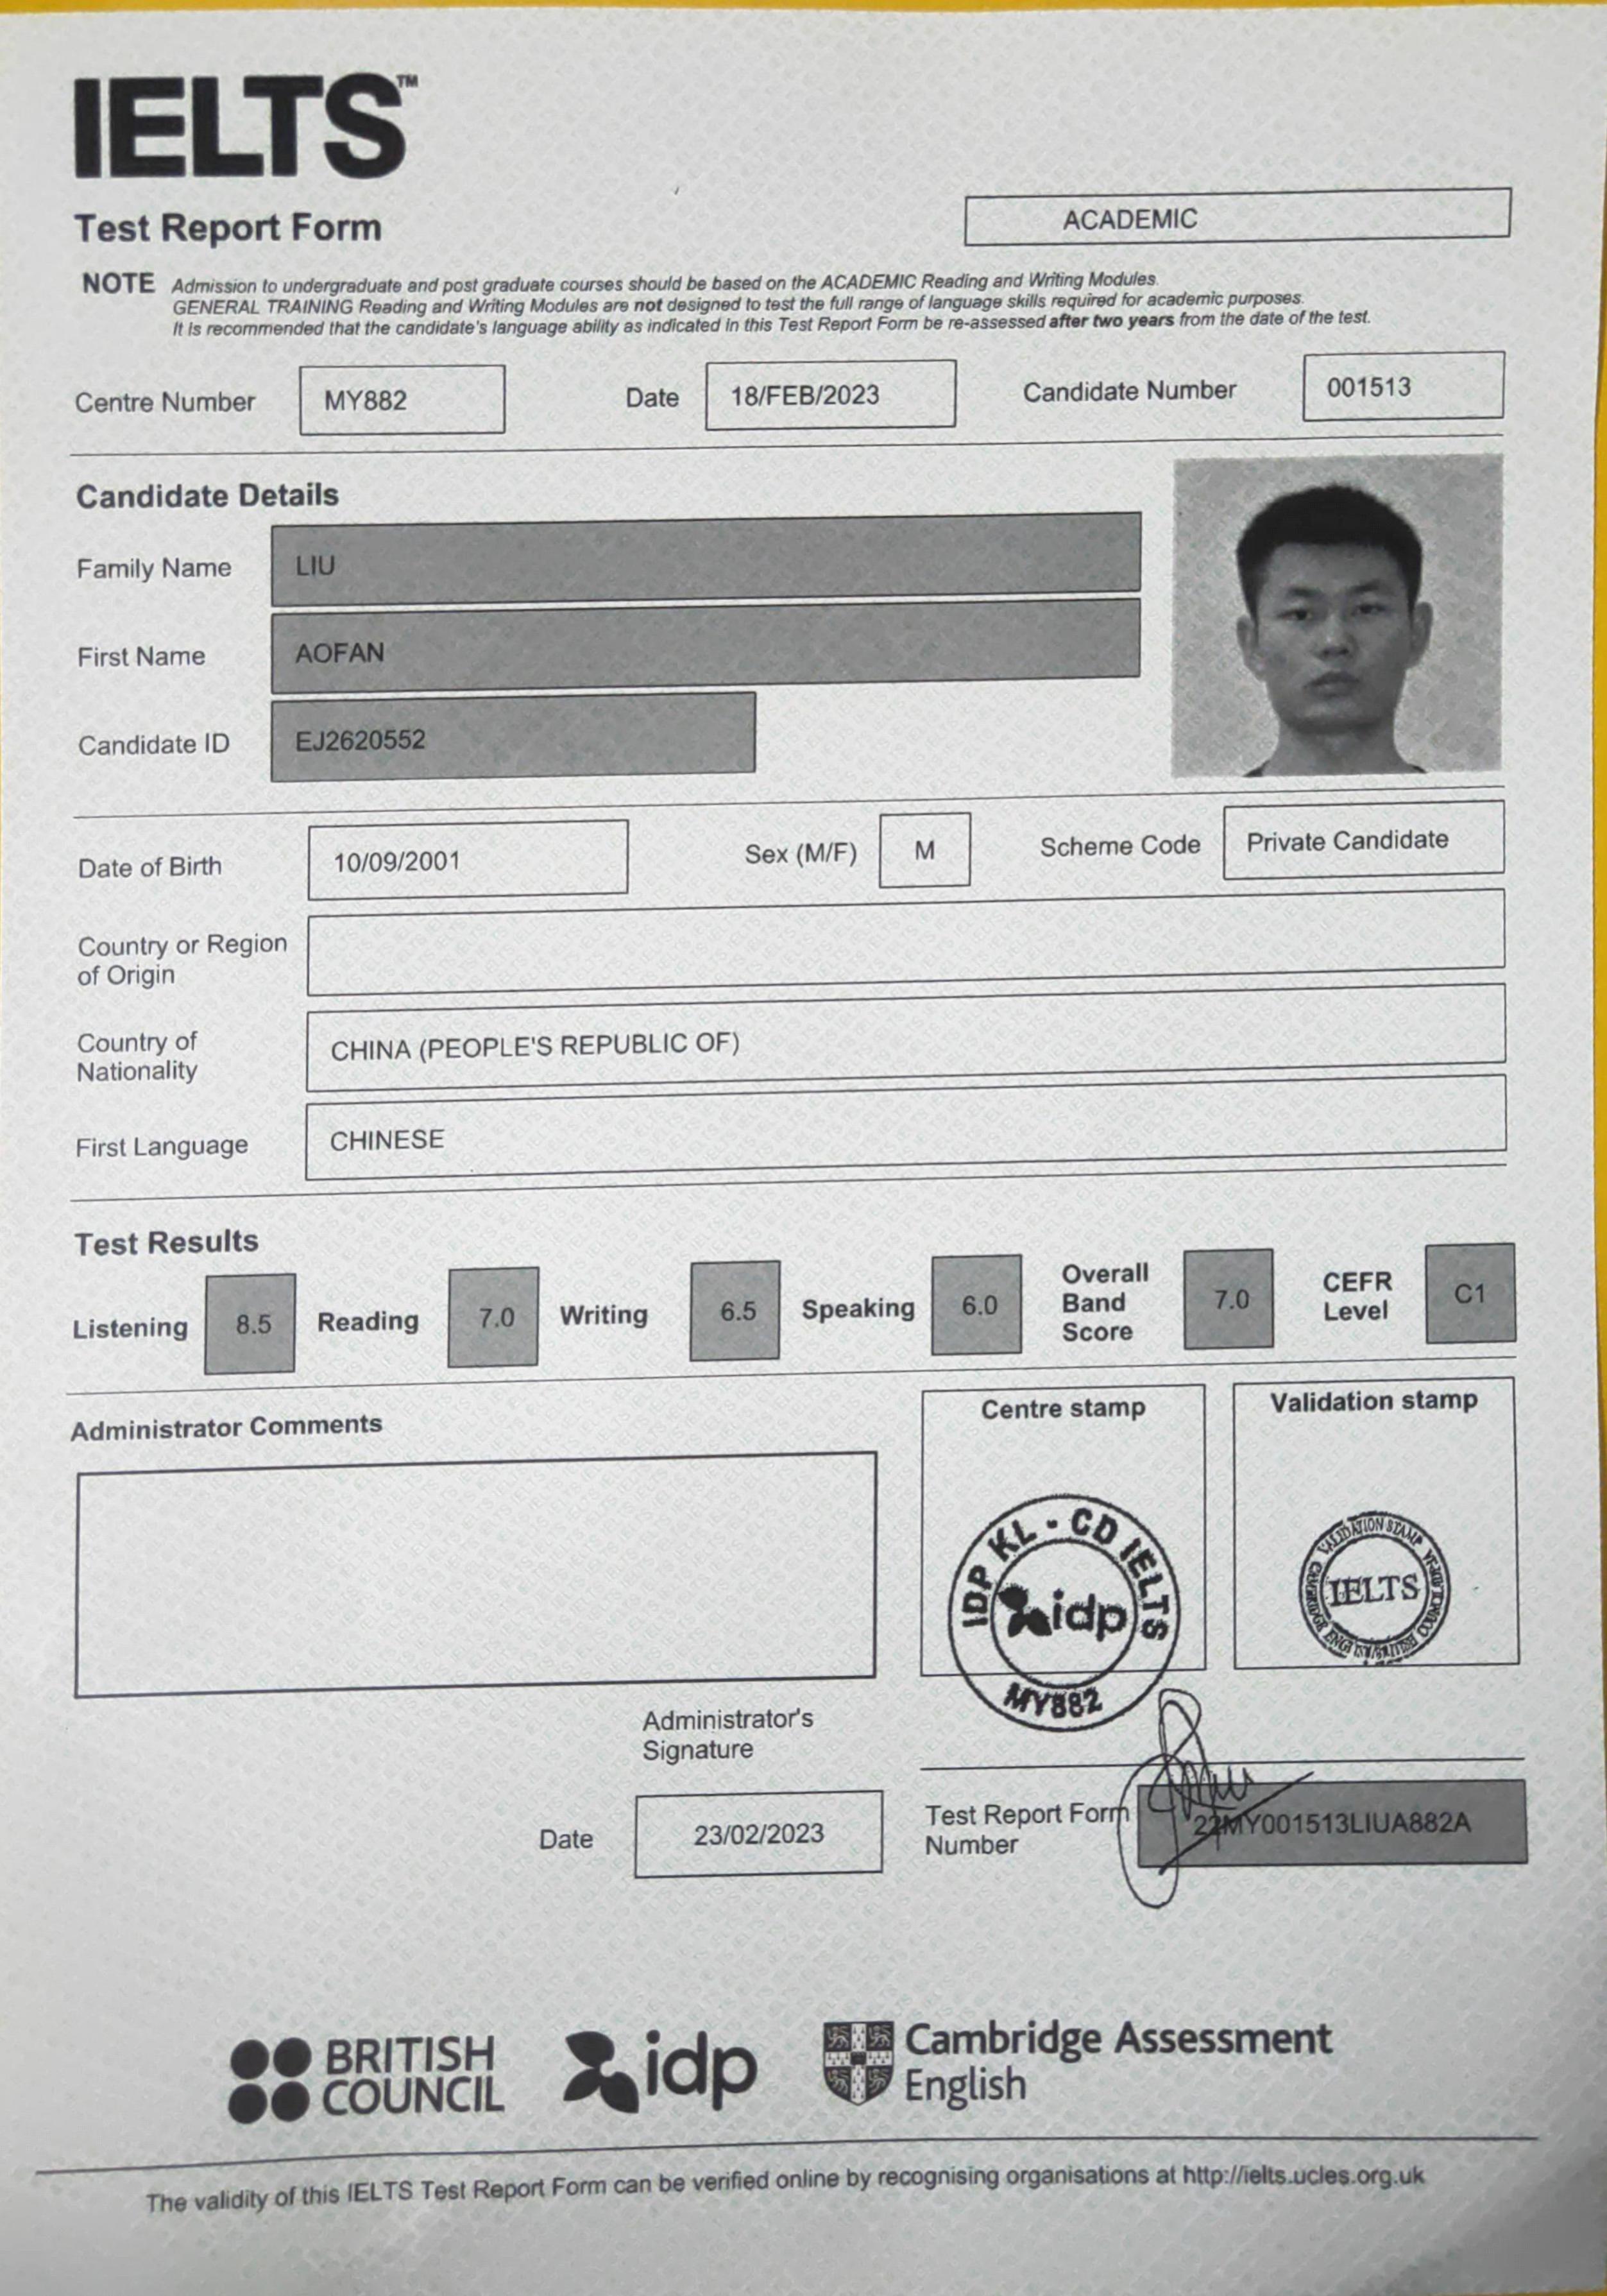 IELTS™
Test Report Form
ACADEMIC
NOTE Admission to undergraduate and post graduate courses should be based on the ACADEMIC Reading and Writing Modules.
GENERAL TRAINING Reading and Writing Modules are not designed to test the full range of language skills required for academic purposes.
It is recommended that the candidate's language ability as indicated in this Test Report Form be re-assessed after two years from the date of the test.
Centre Number MY882 Date 18/FEB/2023 Candidate Number 001513
Candidate Details
Family Name LIU
First Name AOFAN
Candidate ID EJ2620552
Date of Birth 10/09/2001 Sex (M/F) M Scheme Code Private Candidate
Country or Region
of Origin
Country of
Nationality
CHINA (PEOPLE'S REPUBLIC OF)
First Language CHINESE
Test Results
Listening 8.5 Reading 7.0 Writing 6.5 Speaking 6.0
Overall
Band
Score
7.0
CEFR
Level
C1
Administrator Comments
Centre stamp
IDP KL - CD IELTS
idp
MY882
Validation stamp
VALIDATION STAMP
IELTS
Administrator's
Signature
Date 23/02/2023
Test Report Form
Number
22MY001513LIUA882A
BRITISH
COUNCIL
idp
Cambridge Assessment
English
The validity of this IELTS Test Report Form can be verified online by recognising organisations at http://ielts.ucles.org.uk